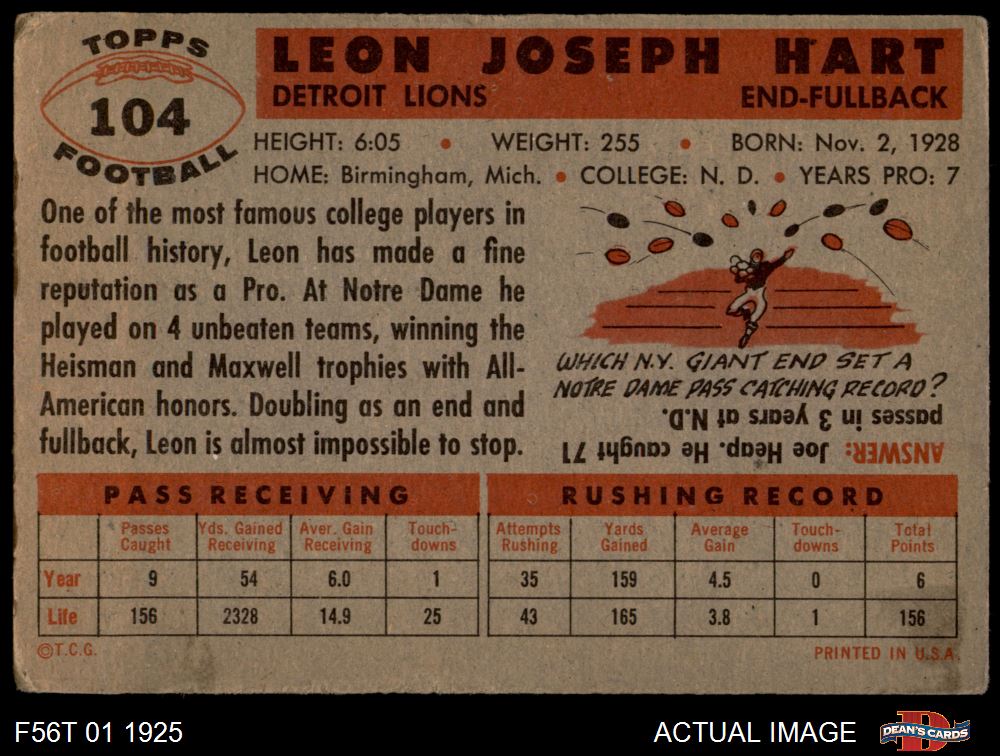 TOPPS
104
FOOTBALL
LEON JOSEPH HART
DETROIT LIONS END-FULLBACK
HEIGHT: 6:05 • WEIGHT: 255 • BORN: Nov. 2, 1928
HOME: Birmingham, Mich. • COLLEGE: N. D. • YEARS PRO: 7
One of the most famous college players in
football history, Leon has made a fine
reputation as a Pro. At Notre Dame he
played on 4 unbeaten teams, winning the
Heisman and Maxwell trophies with All-
American honors. Doubling as an end and
fullback, Leon is almost impossible to stop.
WHICH N.Y. GIANT END SET A
NOTRE DAME PASS CATCHING RECORD?
ANSWER: Joe Heap. He caught 71
passes in 3 years at N.D.
PASS RECEIVING
Passes Caught Yds. Gained Receiving Aver. Gain Receiving Touch-downs
Year 9 54 6.0 1
Life 156 2328 14.9 25
RUSHING RECORD
Attempts Rushing Yards Gained Average Gain Touch-downs Total Points
35 159 4.5 0 6
43 165 3.8 1 156
©T.C.G. PRINTED IN U.S.A.
F56T 01 1925 ACTUAL IMAGE
D
DEAN'S CARDS